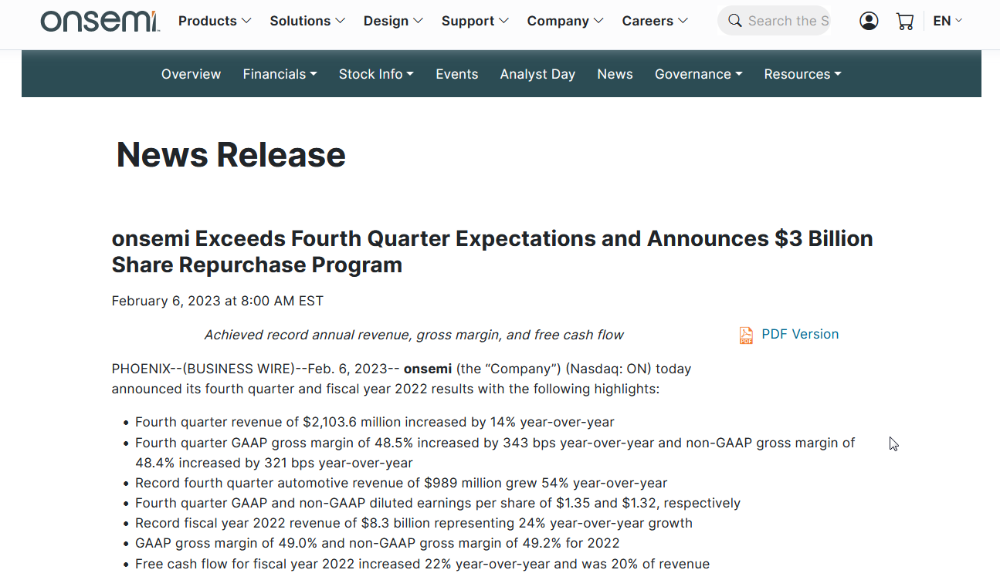 onsemi Products Solutions Design Support Company Careers Search the S EN
Overview Financials Stock Info Events Analyst Day News Governance Resources
News Release
onsemi Exceeds Fourth Quarter Expectations and Announces $3 Billion
Share Repurchase Program
February 6, 2023 at 8:00 AM EST
Achieved record annual revenue, gross margin, and free cash flow
PDF Version
PHOENIX--(BUSINESS WIRE)--Feb. 6, 2023-- onsemi (the “Company”) (Nasdaq: ON) today
announced its fourth quarter and fiscal year 2022 results with the following highlights:
• Fourth quarter revenue of $2,103.6 million increased by 14% year-over-year
• Fourth quarter GAAP gross margin of 48.5% increased by 343 bps year-over-year and non-GAAP gross margin of
48.4% increased by 321 bps year-over-year
• Record fourth quarter automotive revenue of $989 million grew 54% year-over-year
• Fourth quarter GAAP and non-GAAP diluted earnings per share of $1.35 and $1.32, respectively
• Record fiscal year 2022 revenue of $8.3 billion representing 24% year-over-year growth
• GAAP gross margin of 49.0% and non-GAAP gross margin of 49.2% for 2022
• Free cash flow for fiscal year 2022 increased 22% year-over-year and was 20% of revenue